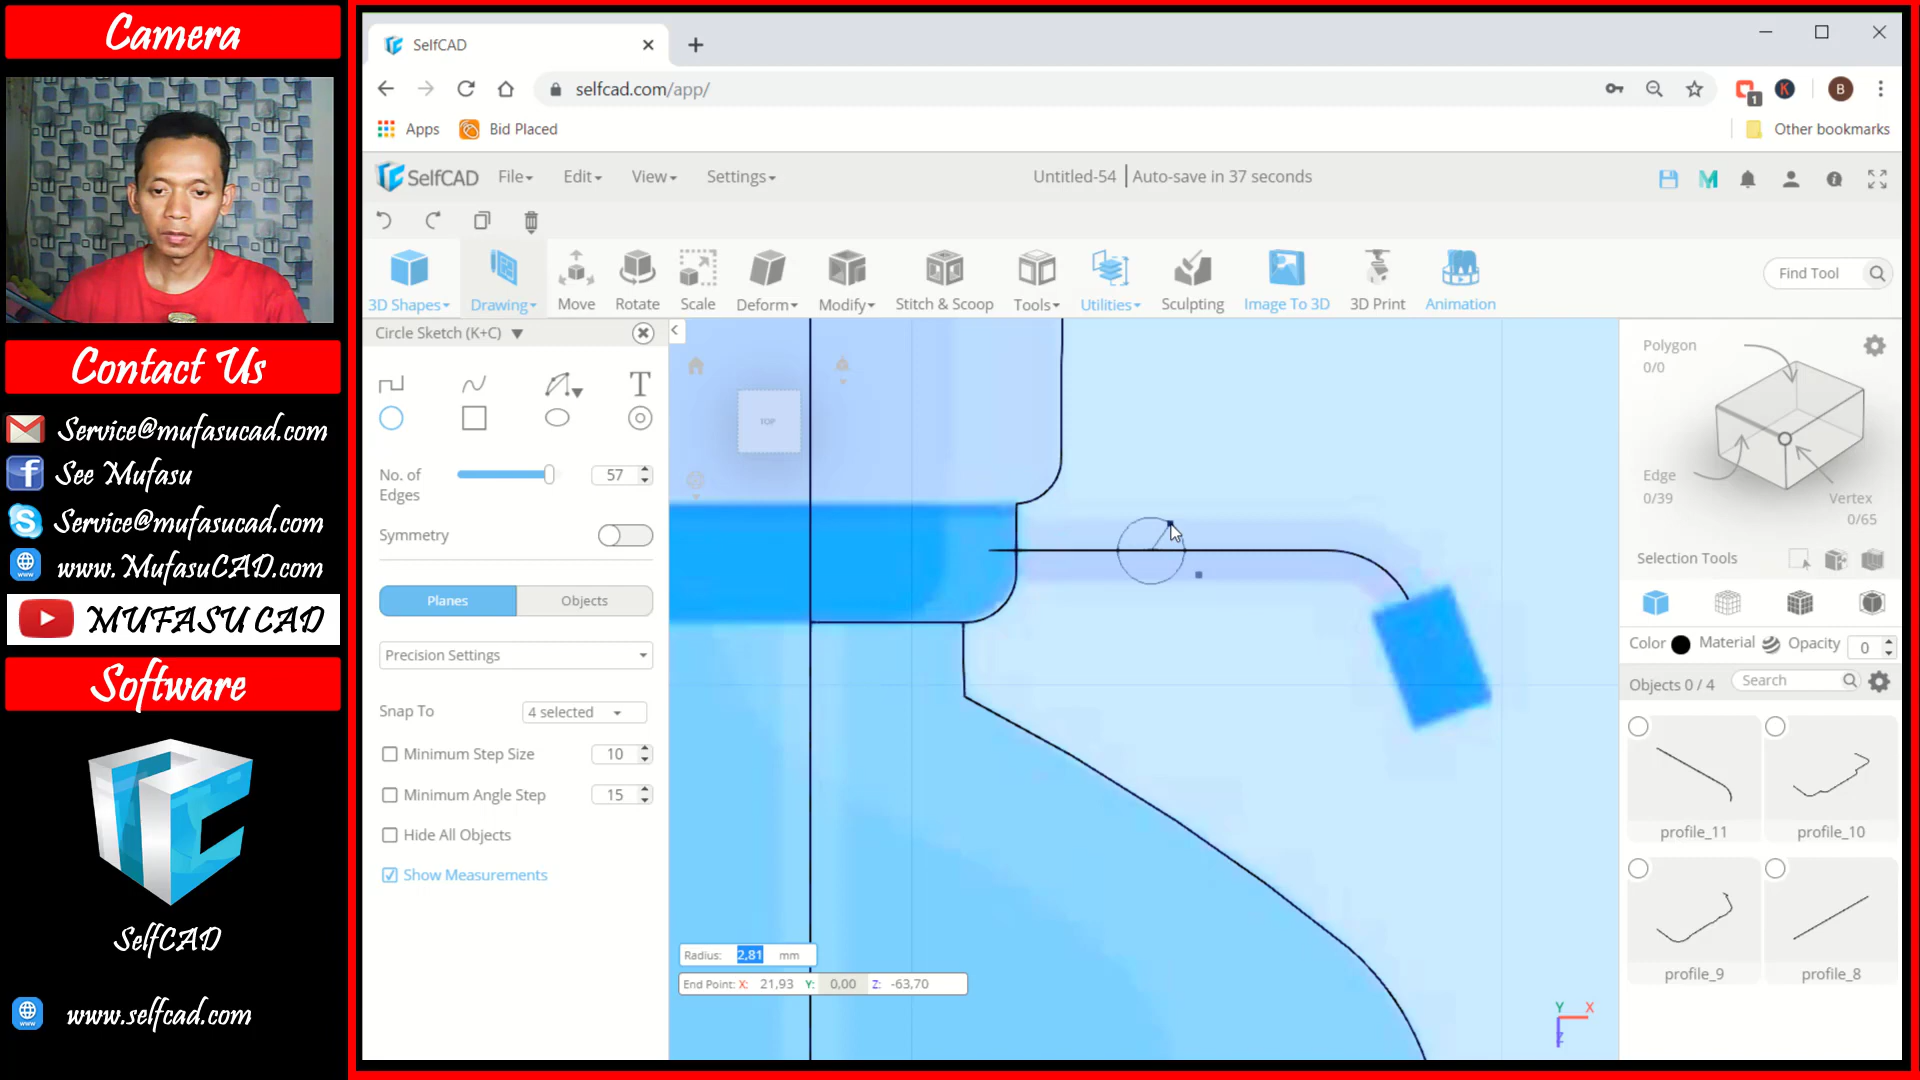 Camera
Contact Us
Service@mufasucad.com
See Mufasu
Service@mufasucad.com
www.MufasuCAD.com
MUFASU CAD
Software
SelfCAD
www.selfcad.com
SelfCAD
selfcad.com/app/
1
K
B
Apps
Bid Placed
Other bookmarks
SelfCAD
File
Edit
View
Settings
Untitled-54
Auto-save in 37 seconds
3D Shapes
Drawing
Move
Rotate
Scale
Deform
Modify
Stitch & Scoop
Tools
Utilities
Sculpting
Image To 3D
3D Print
Animation
Find Tool
Circle Sketch (K+C)
T
No. of Edges
57
Symmetry
Planes
Objects
Precision Settings
Snap To
4 selected
Minimum Step Size
10
Minimum Angle Step
15
Hide All Objects
Show Measurements
TOP
Radius: 2,81 mm
End Point: X: 21,93 Y: 0,00 Z: -63,70
Y
X
Z
Polygon
0/0
Edge
0/39
Vertex
0/65
Selection Tools
Color
Material
Opacity
0
Objects 0 / 4
Search
profile_11
profile_10
profile_9
profile_8